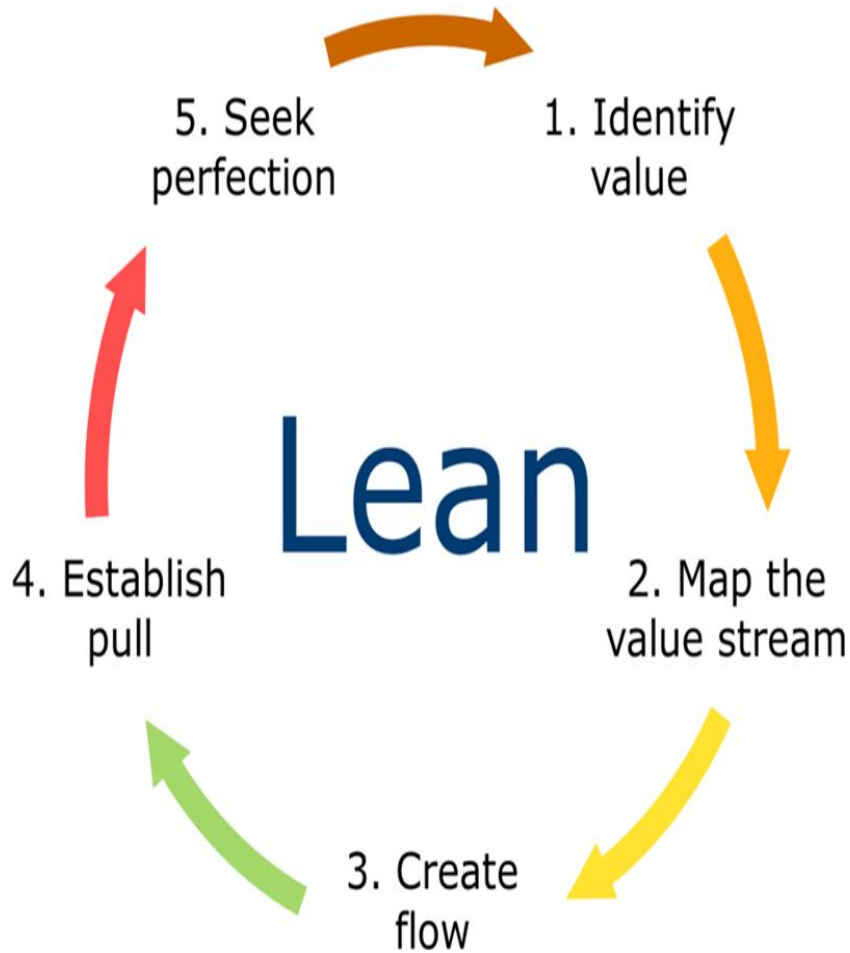 5. Seek
perfection
1. Identify
value
Lean
4. Establish
pull
2. Map the
value stream
3. Create
flow